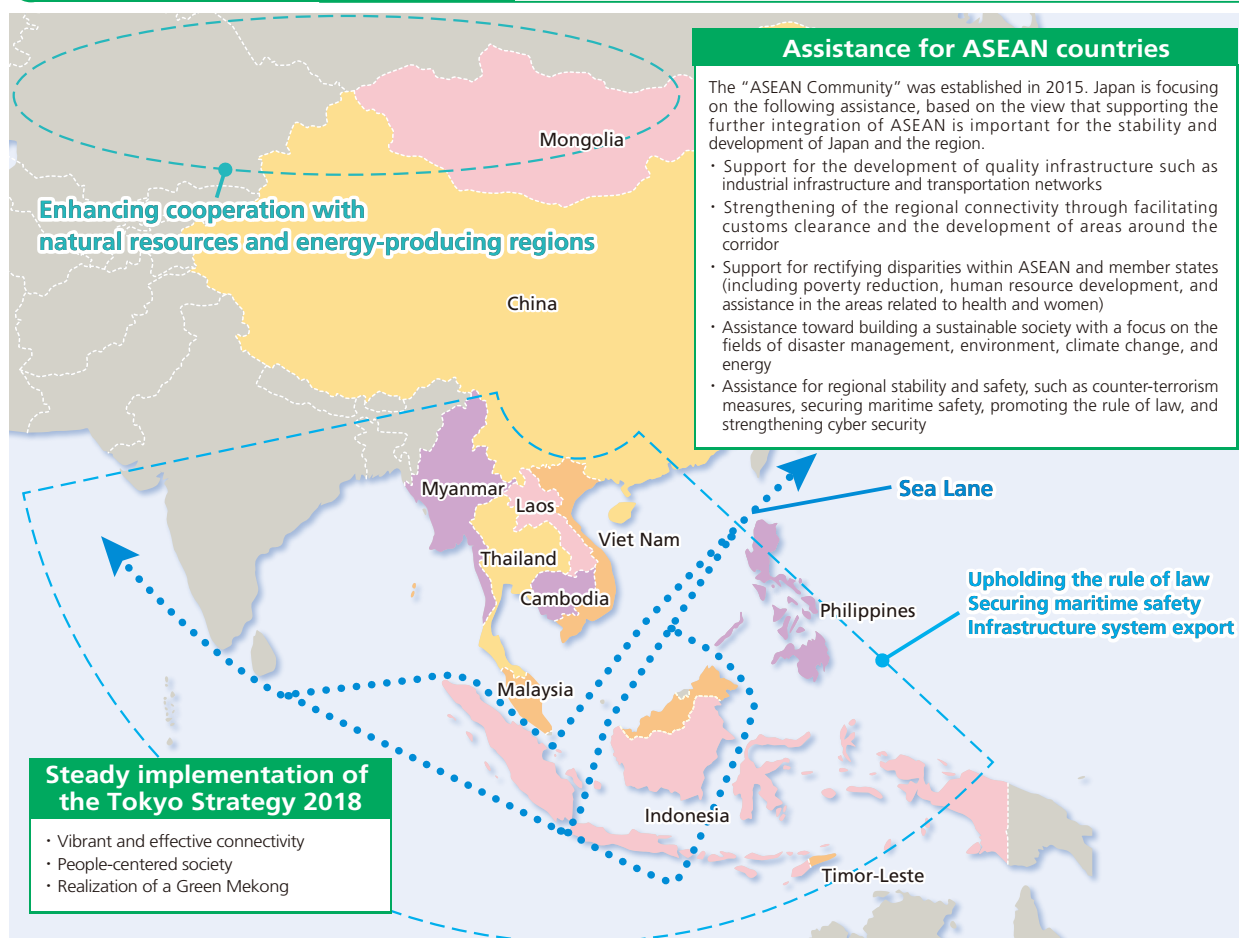 Assistance for ASEAN countries
The “ASEAN Community” was established in 2015. Japan is focusing
on the following assistance, based on the view that supporting the
further integration of ASEAN is important for the stability and
development of Japan and the region.
・Support for the development of quality infrastructure such as
industrial infrastructure and transportation networks
・Strengthening of the regional connectivity through facilitating
customs clearance and the development of areas around the
corridor
・Support for rectifying disparities within ASEAN and member states
(including poverty reduction, human resource development, and
assistance in the areas related to health and women)
・Assistance toward building a sustainable society with a focus on the
fields of disaster management, environment, climate change, and
energy
・Assistance for regional stability and safety, such as counter-terrorism
measures, securing maritime safety, promoting the rule of law, and
strengthening cyber security
Mongolia
Enhancing cooperation with
natural resources and energy-producing regions
China
Myanmar
Laos
Sea Lane
Viet Nam
Thailand
Cambodia
Upholding the rule of law
Securing maritime safety
Infrastructure system export
Philippines
Malaysia
Indonesia
Timor-Leste
Steady implementation of
the Tokyo Strategy 2018
・Vibrant and effective connectivity
・People-centered society
・Realization of a Green Mekong